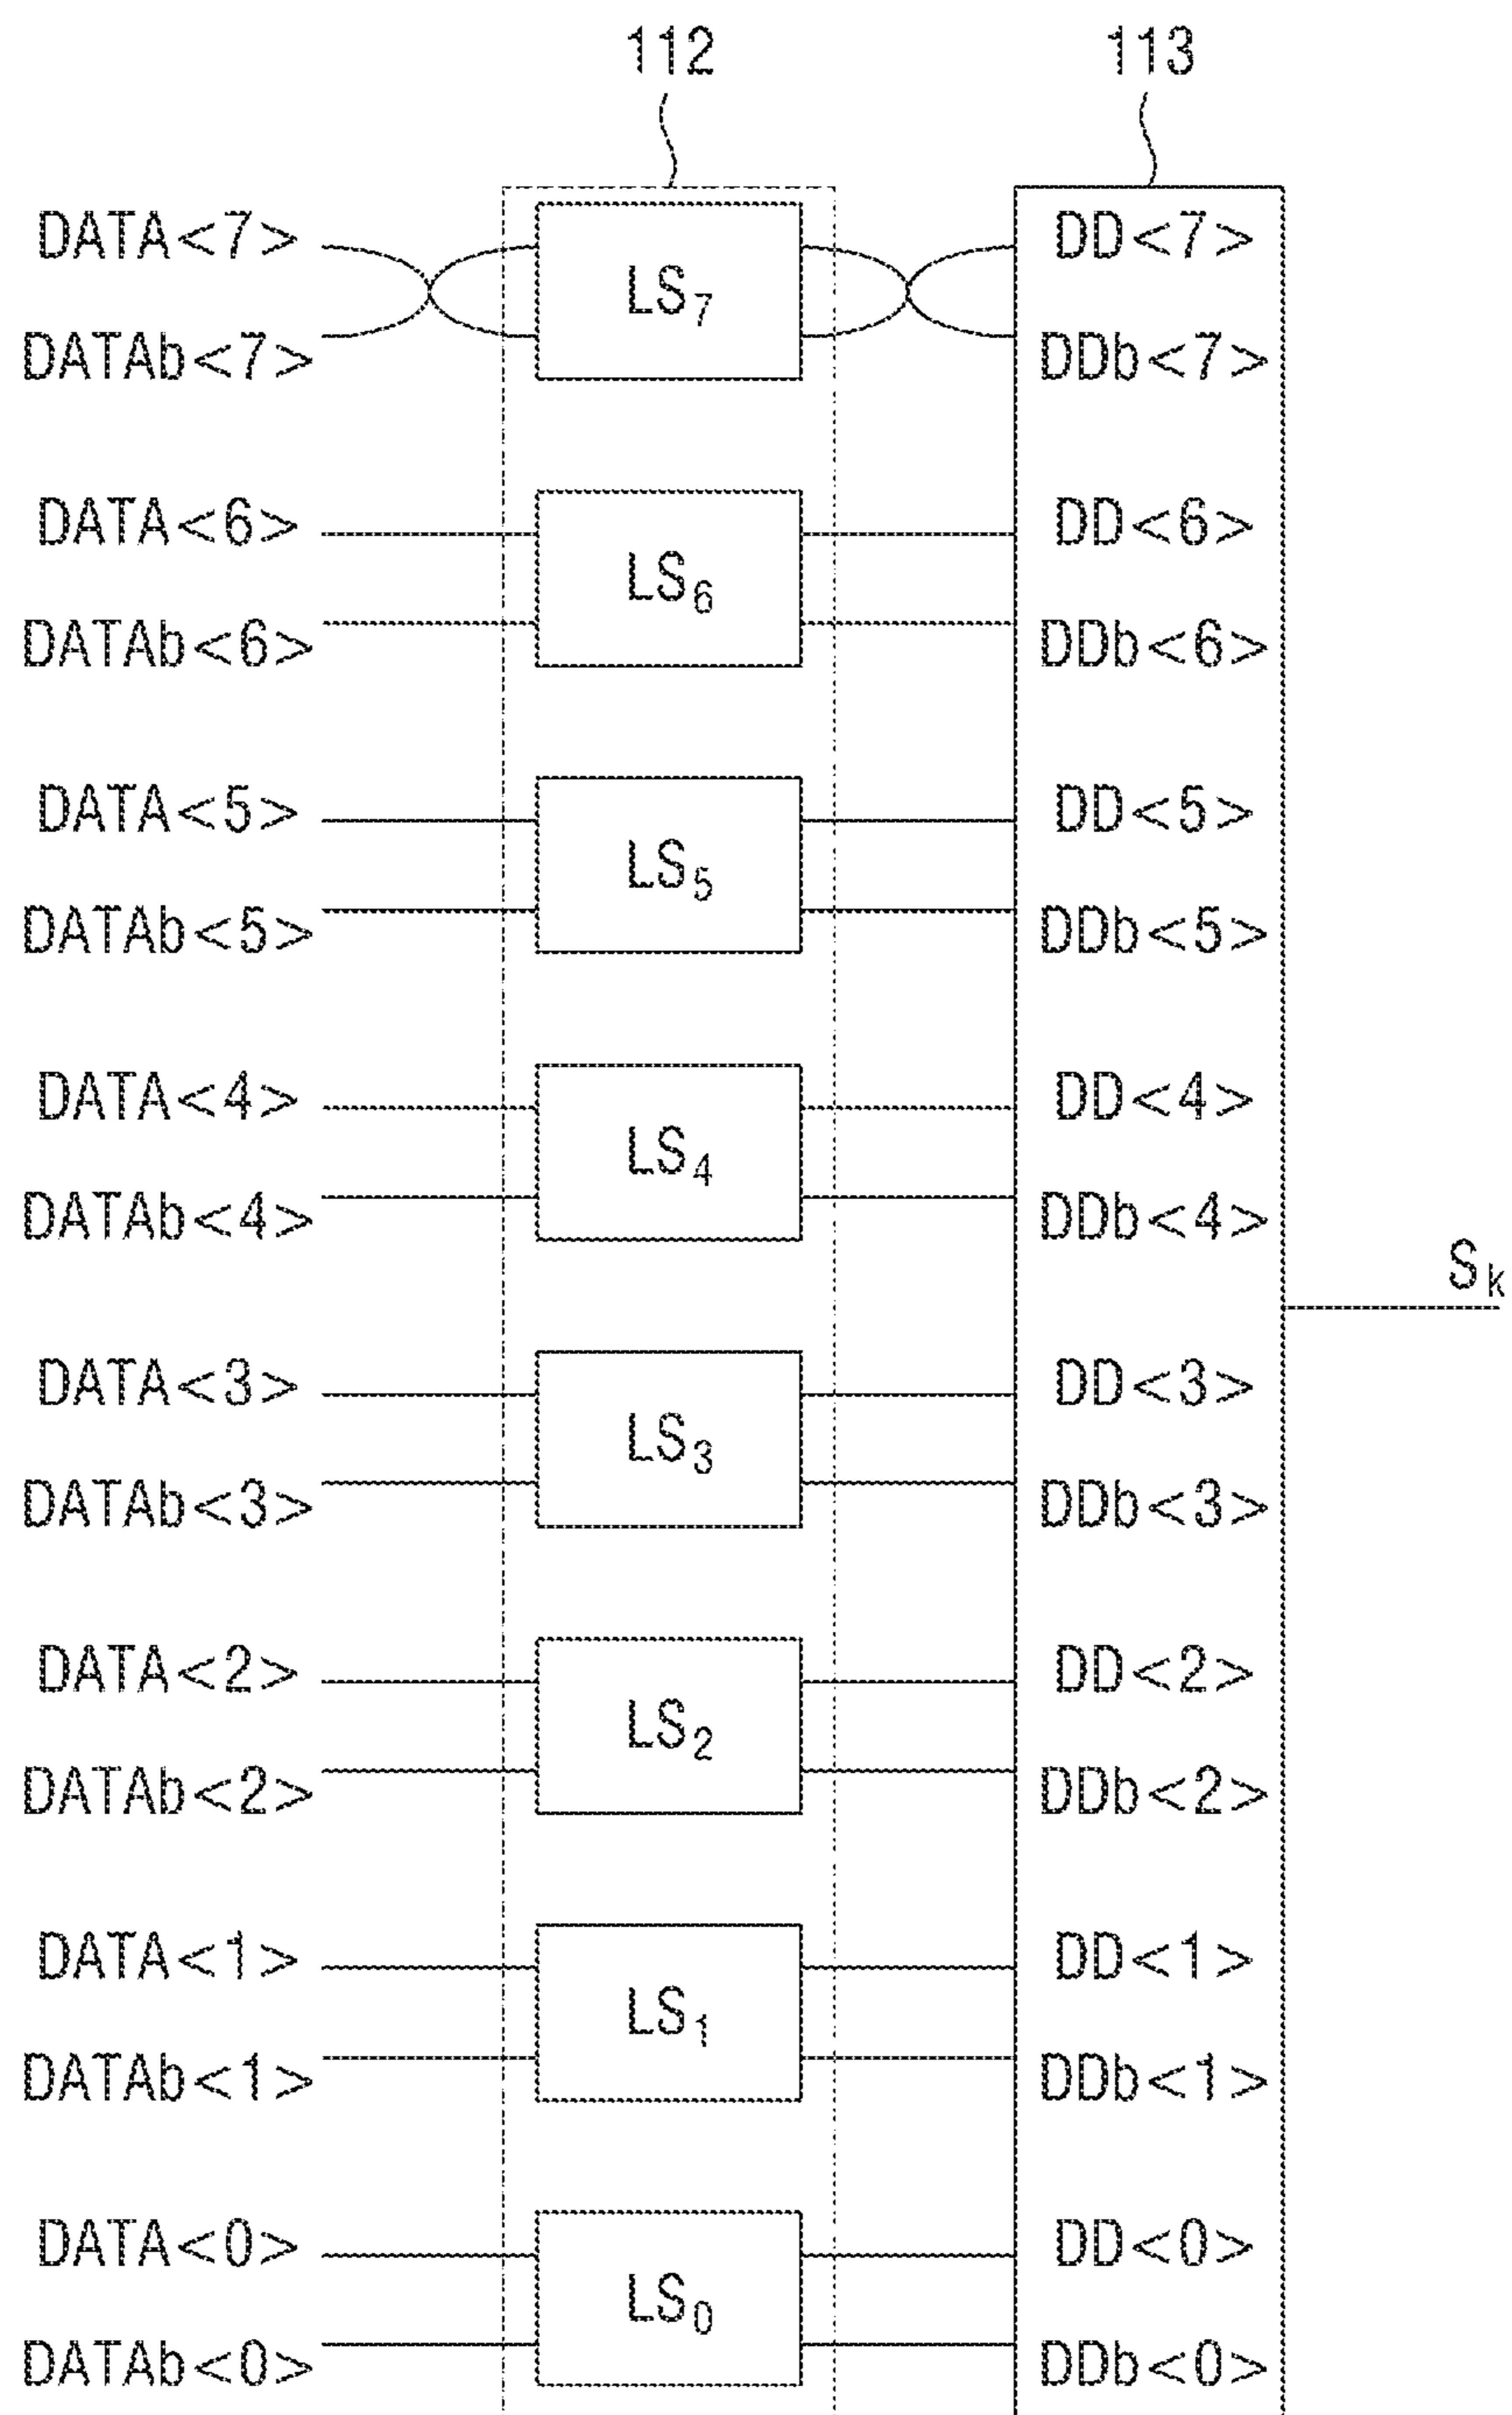 112 113
DATA<7> LS7 DD<7>
DATAb<7> DDb<7>
DATA<6> LS6 DD<6>
DATAb<6> DDb<6>
DATA<5> LS5 DD<5>
DATAb<5> DDb<5>
DATA<4> LS4 DD<4>
DATAb<4> DDb<4>
Sk
DATA<3> LS3 DD<3>
DATAb<3> DDb<3>
DATA<2> LS2 DD<2>
DATAb<2> DDb<2>
DATA<1> LS1 DD<1>
DATAb<1> DDb<1>
DATA<0> LS0 DD<0>
DATAb<0> DDb<0>